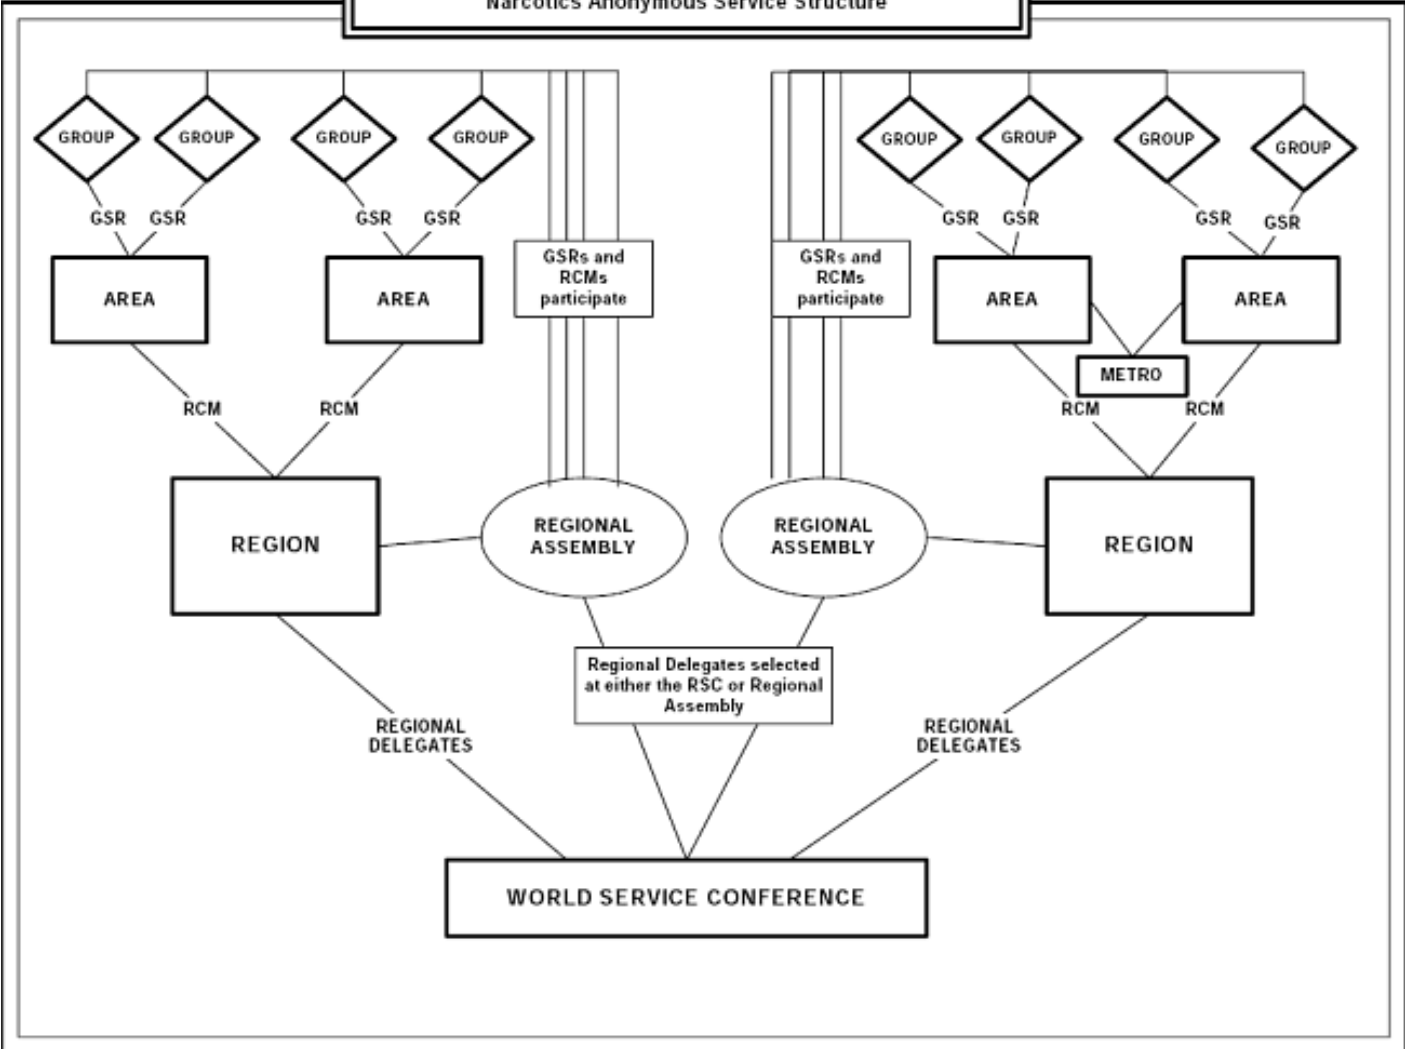 Narcotics Anonymous Service Structure
GROUP
GROUP
GROUP
GROUP
GROUP
GROUP
GROUP
GROUP
GSR
GSR
GSR
GSR
GSR
GSR
GSR
GSR
GSRs and
RCMs
participate
GSRs and
RCMs
participate
AREA
AREA
AREA
AREA
METRO
RCM
RCM
RCM
RCM
REGION
REGIONAL
ASSEMBLY
REGIONAL
ASSEMBLY
REGION
Regional Delegates selected
at either the RSC or Regional
Assembly
REGIONAL
DELEGATES
REGIONAL
DELEGATES
WORLD SERVICE CONFERENCE